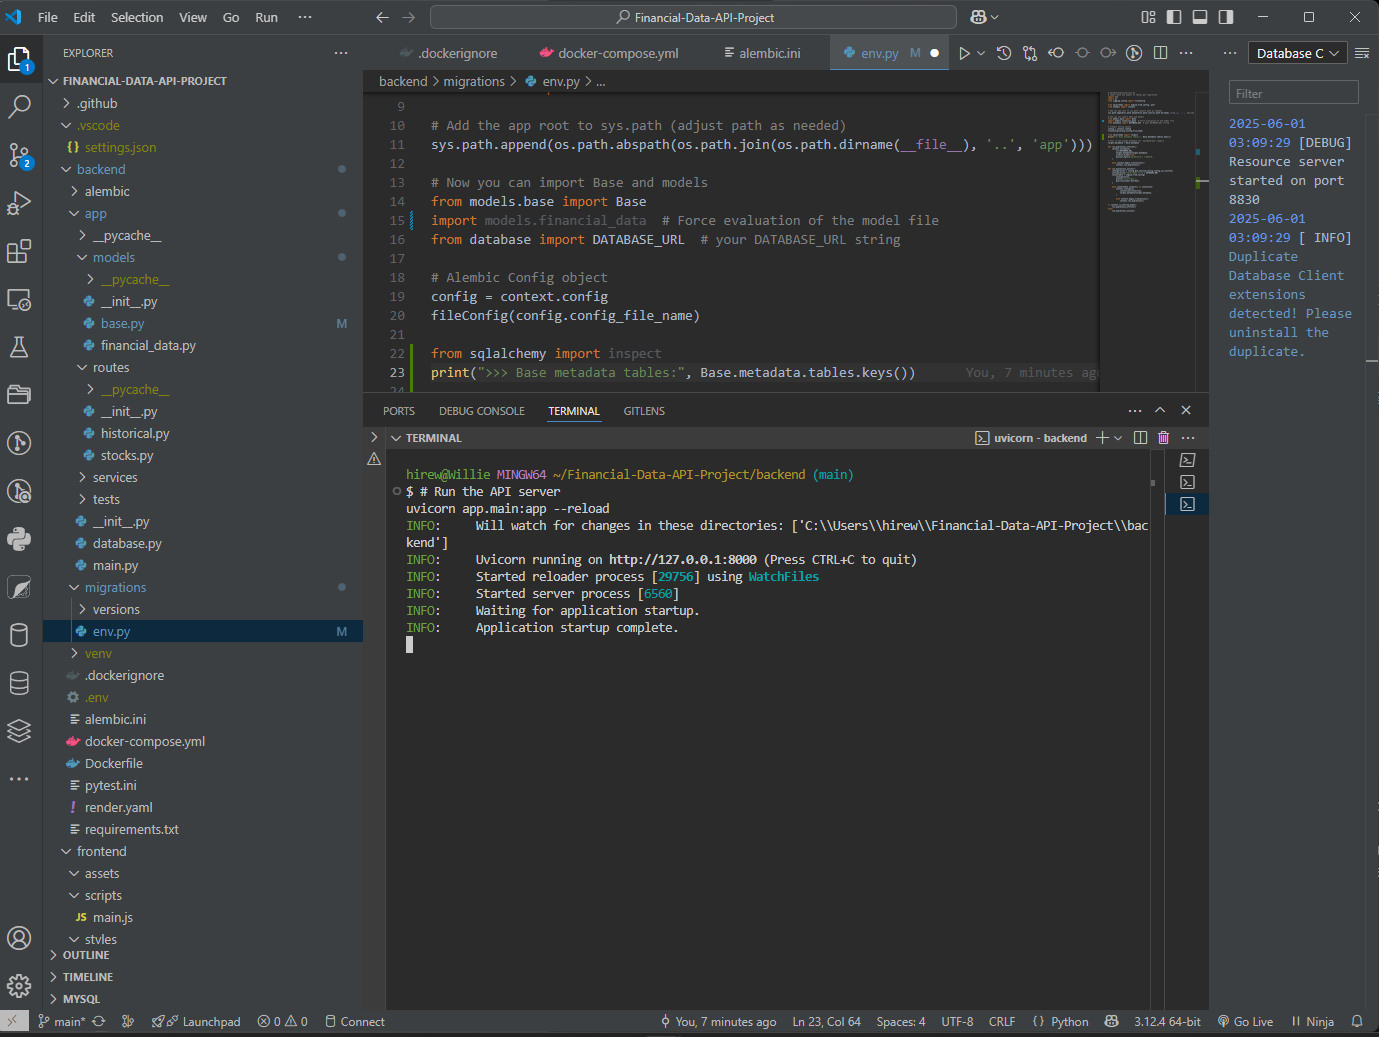 File Edit Selection View Go Run ···
Financial-Data-API-Project
EXPLORER
FINANCIAL-DATA-API-PROJECT
.github
.vscode
settings.json
backend
alembic
app
__pycache__
models
__pycache__
__init__.py
base.py M
financial_data.py
routes
__pycache__
__init__.py
historical.py
stocks.py
services
tests
__init__.py
database.py
main.py
migrations
versions
env.py M
venv
.dockerignore
.env
alembic.ini
docker-compose.yml
Dockerfile
pytest.ini
render.yaml
requirements.txt
frontend
assets
scripts
JS main.js
styles
OUTLINE
TIMELINE
MYSQL
1
2
.dockerignore docker-compose.yml alembic.ini env.py M
backend > migrations > env.py > ...
9
10 # Add the app root to sys.path (adjust path as needed)
11 sys.path.append(os.path.abspath(os.path.join(os.path.dirname(__file__), '..', 'app')))
12
13 # Now you can import Base and models
14 from models.base import Base
15 import models.financial_data  # Force evaluation of the model file
16 from database import DATABASE_URL  # your DATABASE_URL string
17
18 # Alembic Config object
19 config = context.config
20 fileConfig(config.config_file_name)
21
22 from sqlalchemy import inspect
23 print(">>> Base metadata tables:", Base.metadata.tables.keys()) You, 7 minutes ago
24
PORTS DEBUG CONSOLE TERMINAL GITLENS
TERMINAL
uvicorn - backend
hirew@Willie MINGW64 ~/Financial-Data-API-Project/backend (main)
$ # Run the API server
uvicorn app.main:app --reload
INFO: Will watch for changes in these directories: ['C:\\Users\\hirew\\Financial-Data-API-Project\\bac
kend']
INFO: Uvicorn running on http://127.0.0.1:8000 (Press CTRL+C to quit)
INFO: Started reloader process [29756] using WatchFiles
INFO: Started server process [6560]
INFO: Waiting for application startup.
INFO: Application startup complete.
Database C
Filter
2025-06-01
03:09:29 [DEBUG]
Resource server
started on port
8830
2025-06-01
03:09:29 [ INFO]
Duplicate
Database Client
extensions
detected! Please
uninstall the
duplicate.
main* Launchpad 0 0 Connect You, 7 minutes ago Ln 23, Col 64 Spaces: 4 UTF-8 CRLF Python 3.12.4 64-bit Go Live Ninja